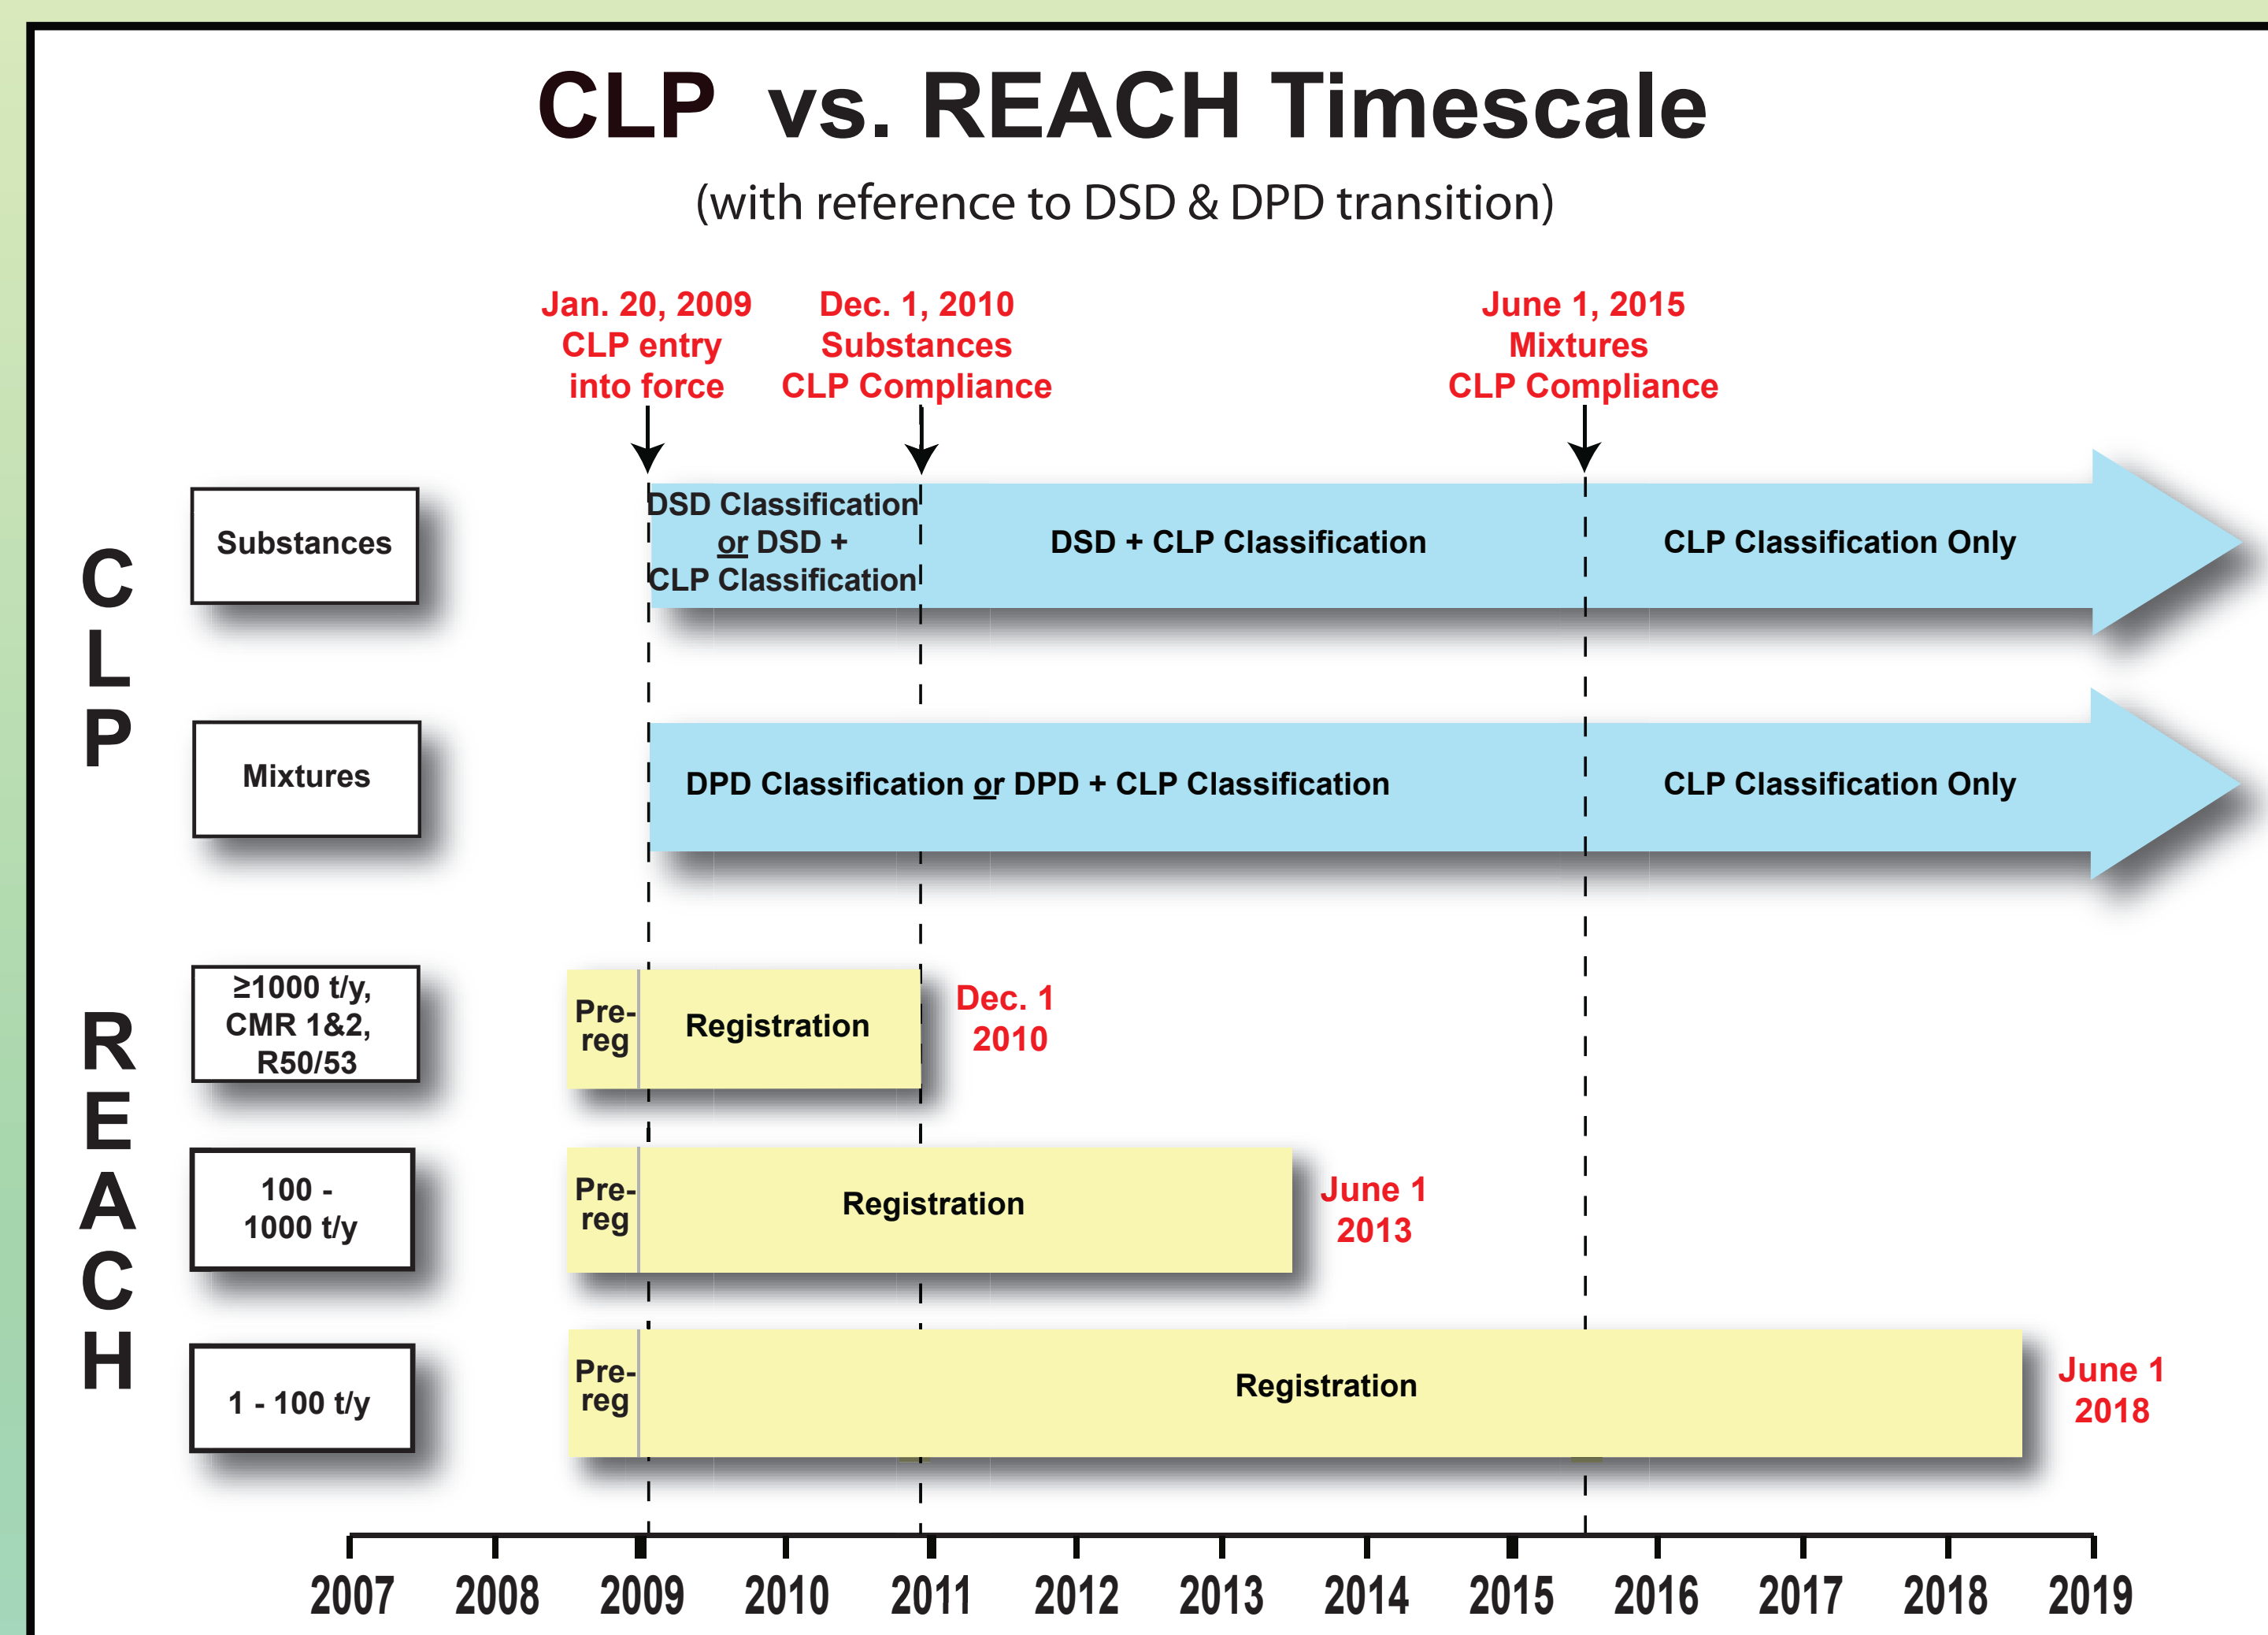 CLP vs. REACH Timescale
(with reference to DSD & DPD transition)
Jan. 20, 2009
CLP entry
into force
Dec. 1, 2010
Substances
CLP Compliance
June 1, 2015
Mixtures
CLP Compliance
CLP
Substances
DSD Classification
or DSD +
CLP Classification
DSD + CLP Classification
CLP Classification Only
Mixtures
DPD Classification or DPD + CLP Classification
CLP Classification Only
REACH
≥1000 t/y,
CMR 1&2,
R50/53
Pre-
reg
Registration
Dec. 1
2010
100 -
1000 t/y
Pre-
reg
Registration
June 1
2013
1 - 100 t/y
Pre-
reg
Registration
June 1
2018
2007 2008 2009 2010 2011 2012 2013 2014 2015 2016 2017 2018 2019